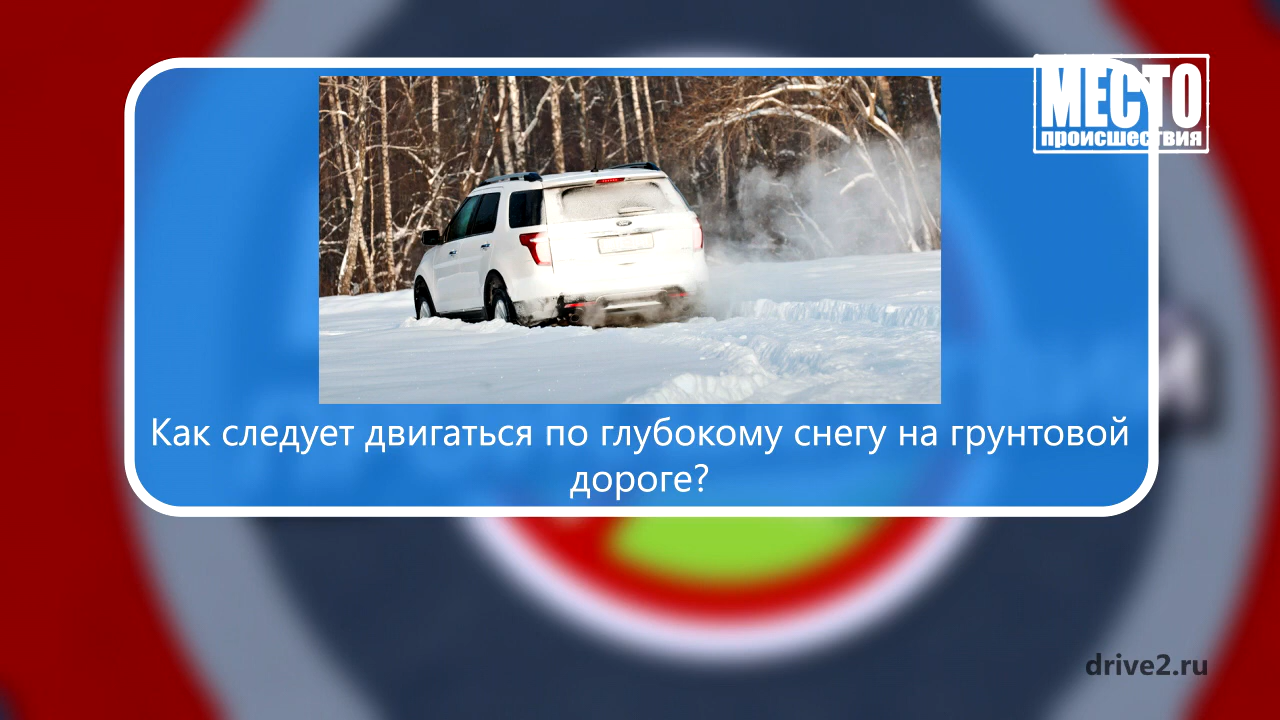 МЕСТО
происшествия
Как следует двигаться по глубокому снегу на грунтовой
дороге?
drive2.ru